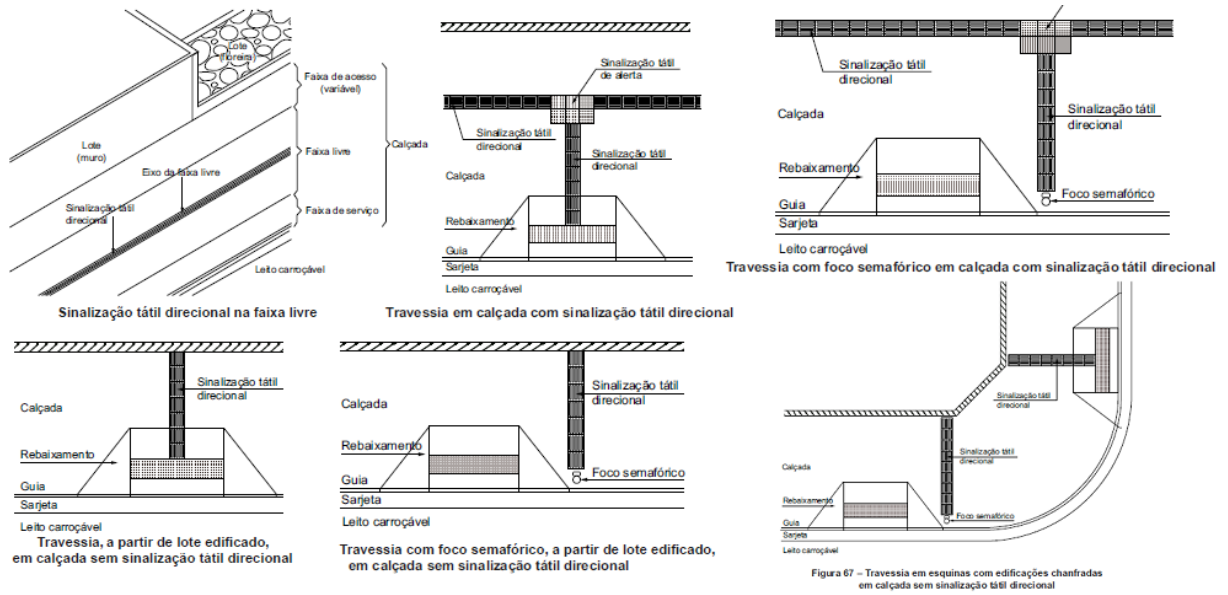 Lote
(floreira)
Faixa de acesso
(variável)
Lote
(muro)
Faixa livre
Calçada
Eixo da faixa livre
Sinalização tátil
direcional
Faixa de serviço
Leito carroçável
Sinalização tátil direcional na faixa livre
Sinalização tátil
de alerta
Sinalização tátil
direcional
Sinalização tátil
direcional
Calçada
Rebaixamento
Guia
Sarjeta
Leito carroçável
Travessia em calçada com sinalização tátil direcional
Sinalização tátil
direcional
Calçada
Sinalização tátil
direcional
Rebaixamento
Foco semafórico
Guia
Sarjeta
Leito carroçável
Travessia com foco semafórico em calçada com sinalização tátil direcional
Sinalização tátil
direcional
Calçada
Rebaixamento
Guia
Sarjeta
Leito carroçável
Travessia, a partir de lote edificado,
em calçada sem sinalização tátil direcional
Sinalização tátil
direcional
Calçada
Rebaixamento
Foco semafórico
Guia
Sarjeta
Leito carroçável
Travessia com foco semafórico, a partir de lote edificado,
em calçada sem sinalização tátil direcional
Sinalização tátil
direcional
Sinalização tátil
direcional
Calçada
Rebaixamento
Foco semafórico
Guia
Sarjeta
Leito carroçável
Figura 67 – Travessia em esquinas com edificações chanfradas
em calçada sem sinalização tátil direcional